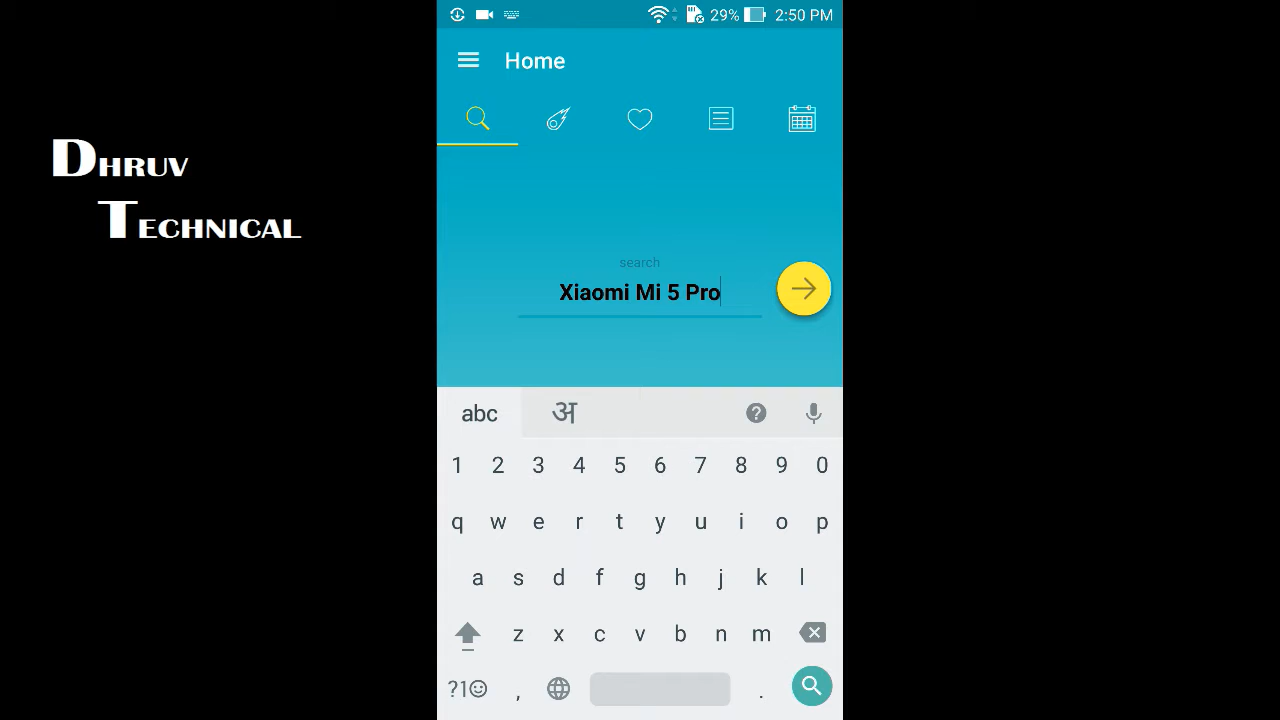 DHRUV
TECHNICAL
29% 2:50 PM
Home
search
Xiaomi Mi 5 Pro
abc अ
1 2 3 4 5 6 7 8 9 0
q w e r t y u i o p
a s d f g h j k l
z x c v b n m
?1☺ , .